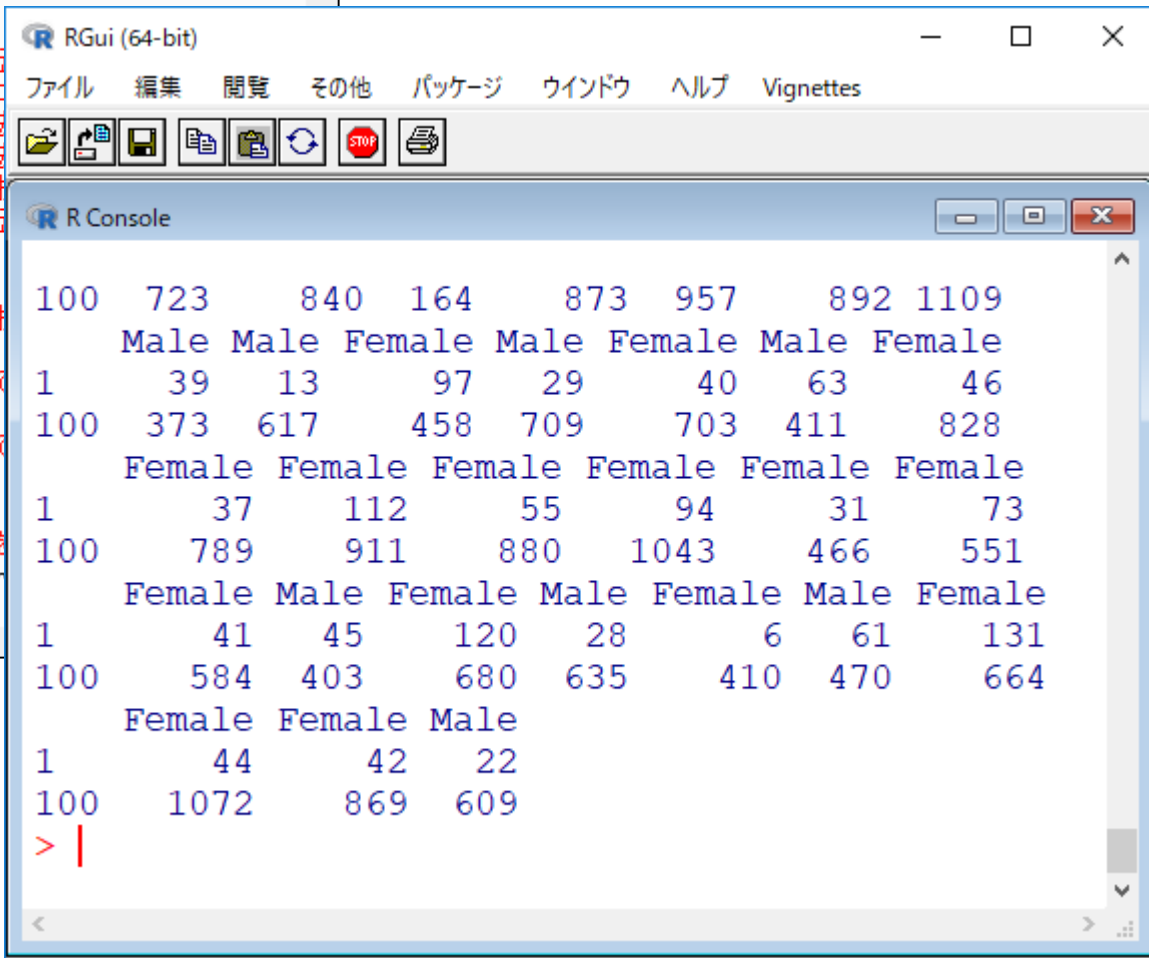 RGui (64-bit)
ファイル 編集 閲覧 その他 パッケージ ウインドウ ヘルプ Vignettes
STOP
R Console
100 723 840 164 873 957 892 1109
Male Male Female Male Female Male Female
1 39 13 97 29 40 63 46
100 373 617 458 709 703 411 828
Female Female Female Female Female Female
1 37 112 55 94 31 73
100 789 911 880 1043 466 551
Female Male Female Male Female Male Female
1 41 45 120 28 6 61 131
100 584 403 680 635 410 470 664
Female Female Male
1 44 42 22
100 1072 869 609
>